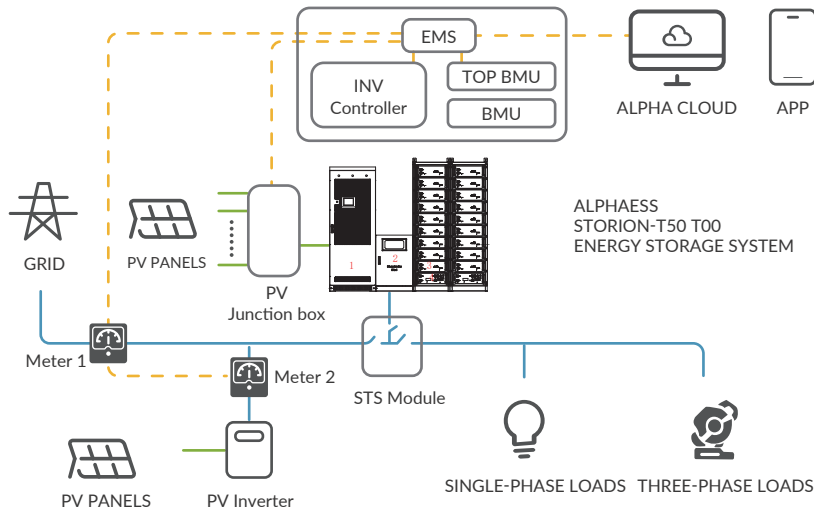 EMS
INV
Controller
TOP BMU
BMU
ALPHA CLOUD
APP
GRID
PV PANELS
PV
Junction box
1
2
3
ALPHAESS
STORION-T50 T00
ENERGY STORAGE SYSTEM
Meter 1
Meter 2
STS Module
PV PANELS
PV Inverter
SINGLE-PHASE LOADS
THREE-PHASE LOADS